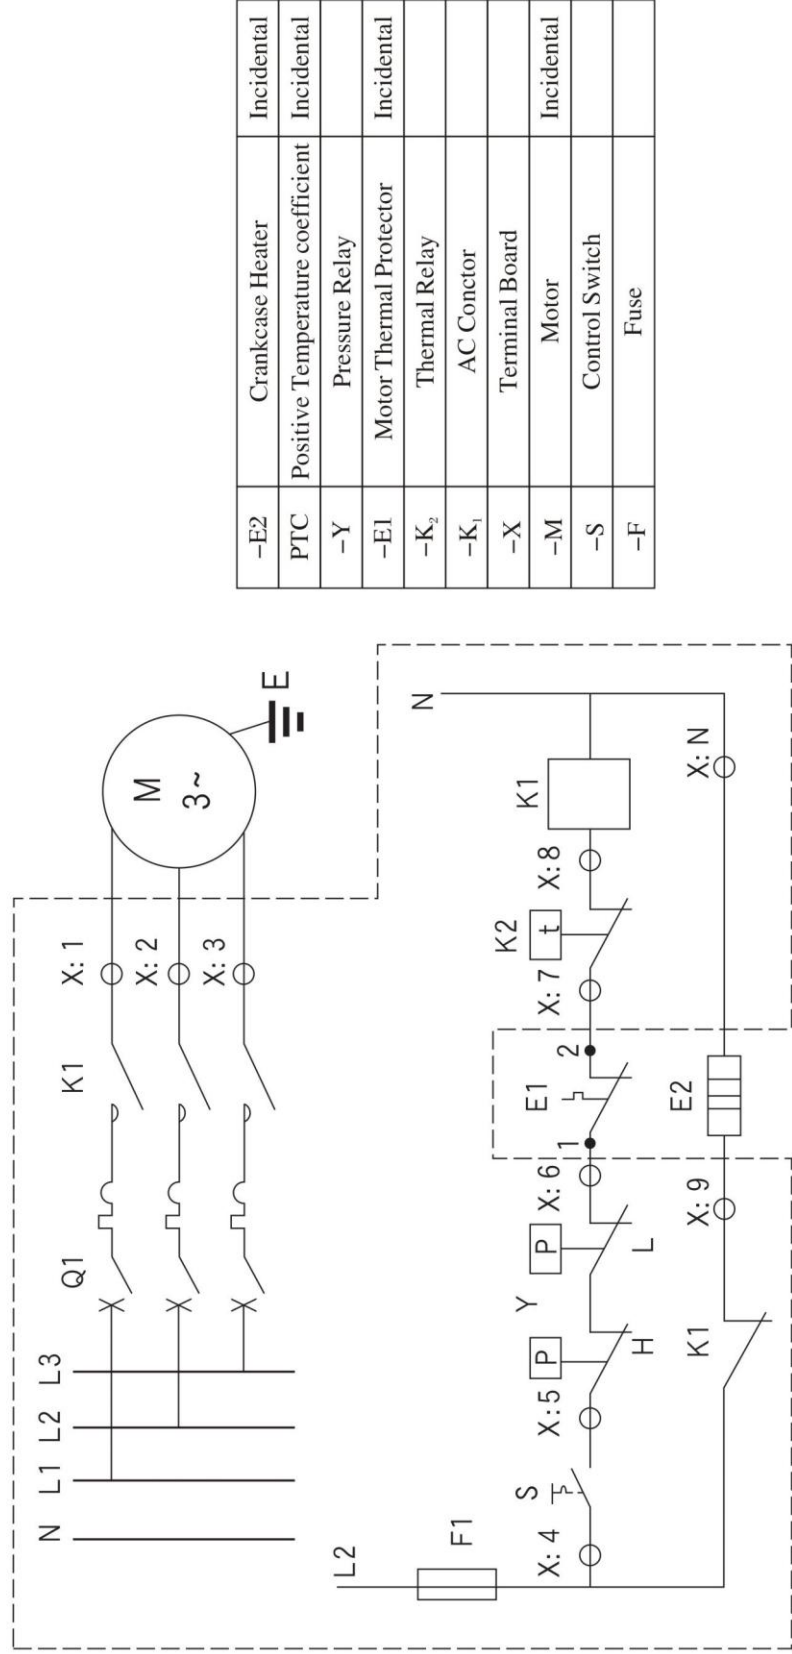 N L1 L2 L3
Q1
K1
X: 1
X: 2
X: 3
M
3~
E
L2
F1
X: 4
S
X:5
P
H
Y
P
L
X: 6
1
E1
2
X: 7
K2
t
X:8
K1
N
K1
X: 9
E2
X: N
–E2 Crankcase Heater Incidental
PTC Positive Temperature coefficient Incidental
–Y Pressure Relay
–E1 Motor Thermal Protector Incidental
–K₂ Thermal Relay
–K₁ AC Conctor
–X Terminal Board
–M Motor Incidental
–S Control Switch
–F Fuse